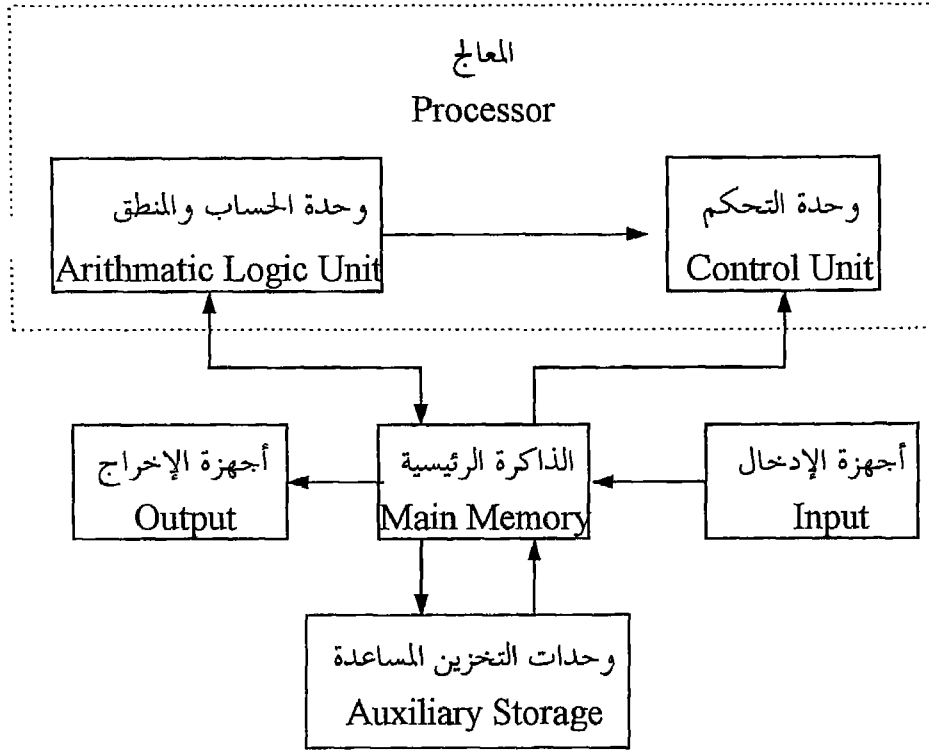 المعالج
Processor
وحدة الحساب والمنطق
Arithmatic Logic Unit
وحدة التحكم
Control Unit
أجهزة الإخراج
Output
الذاكرة الرئيسية
Main Memory
أجهزة الإدخال
Input
وحدات التخزين المساعدة
Auxiliary Storage